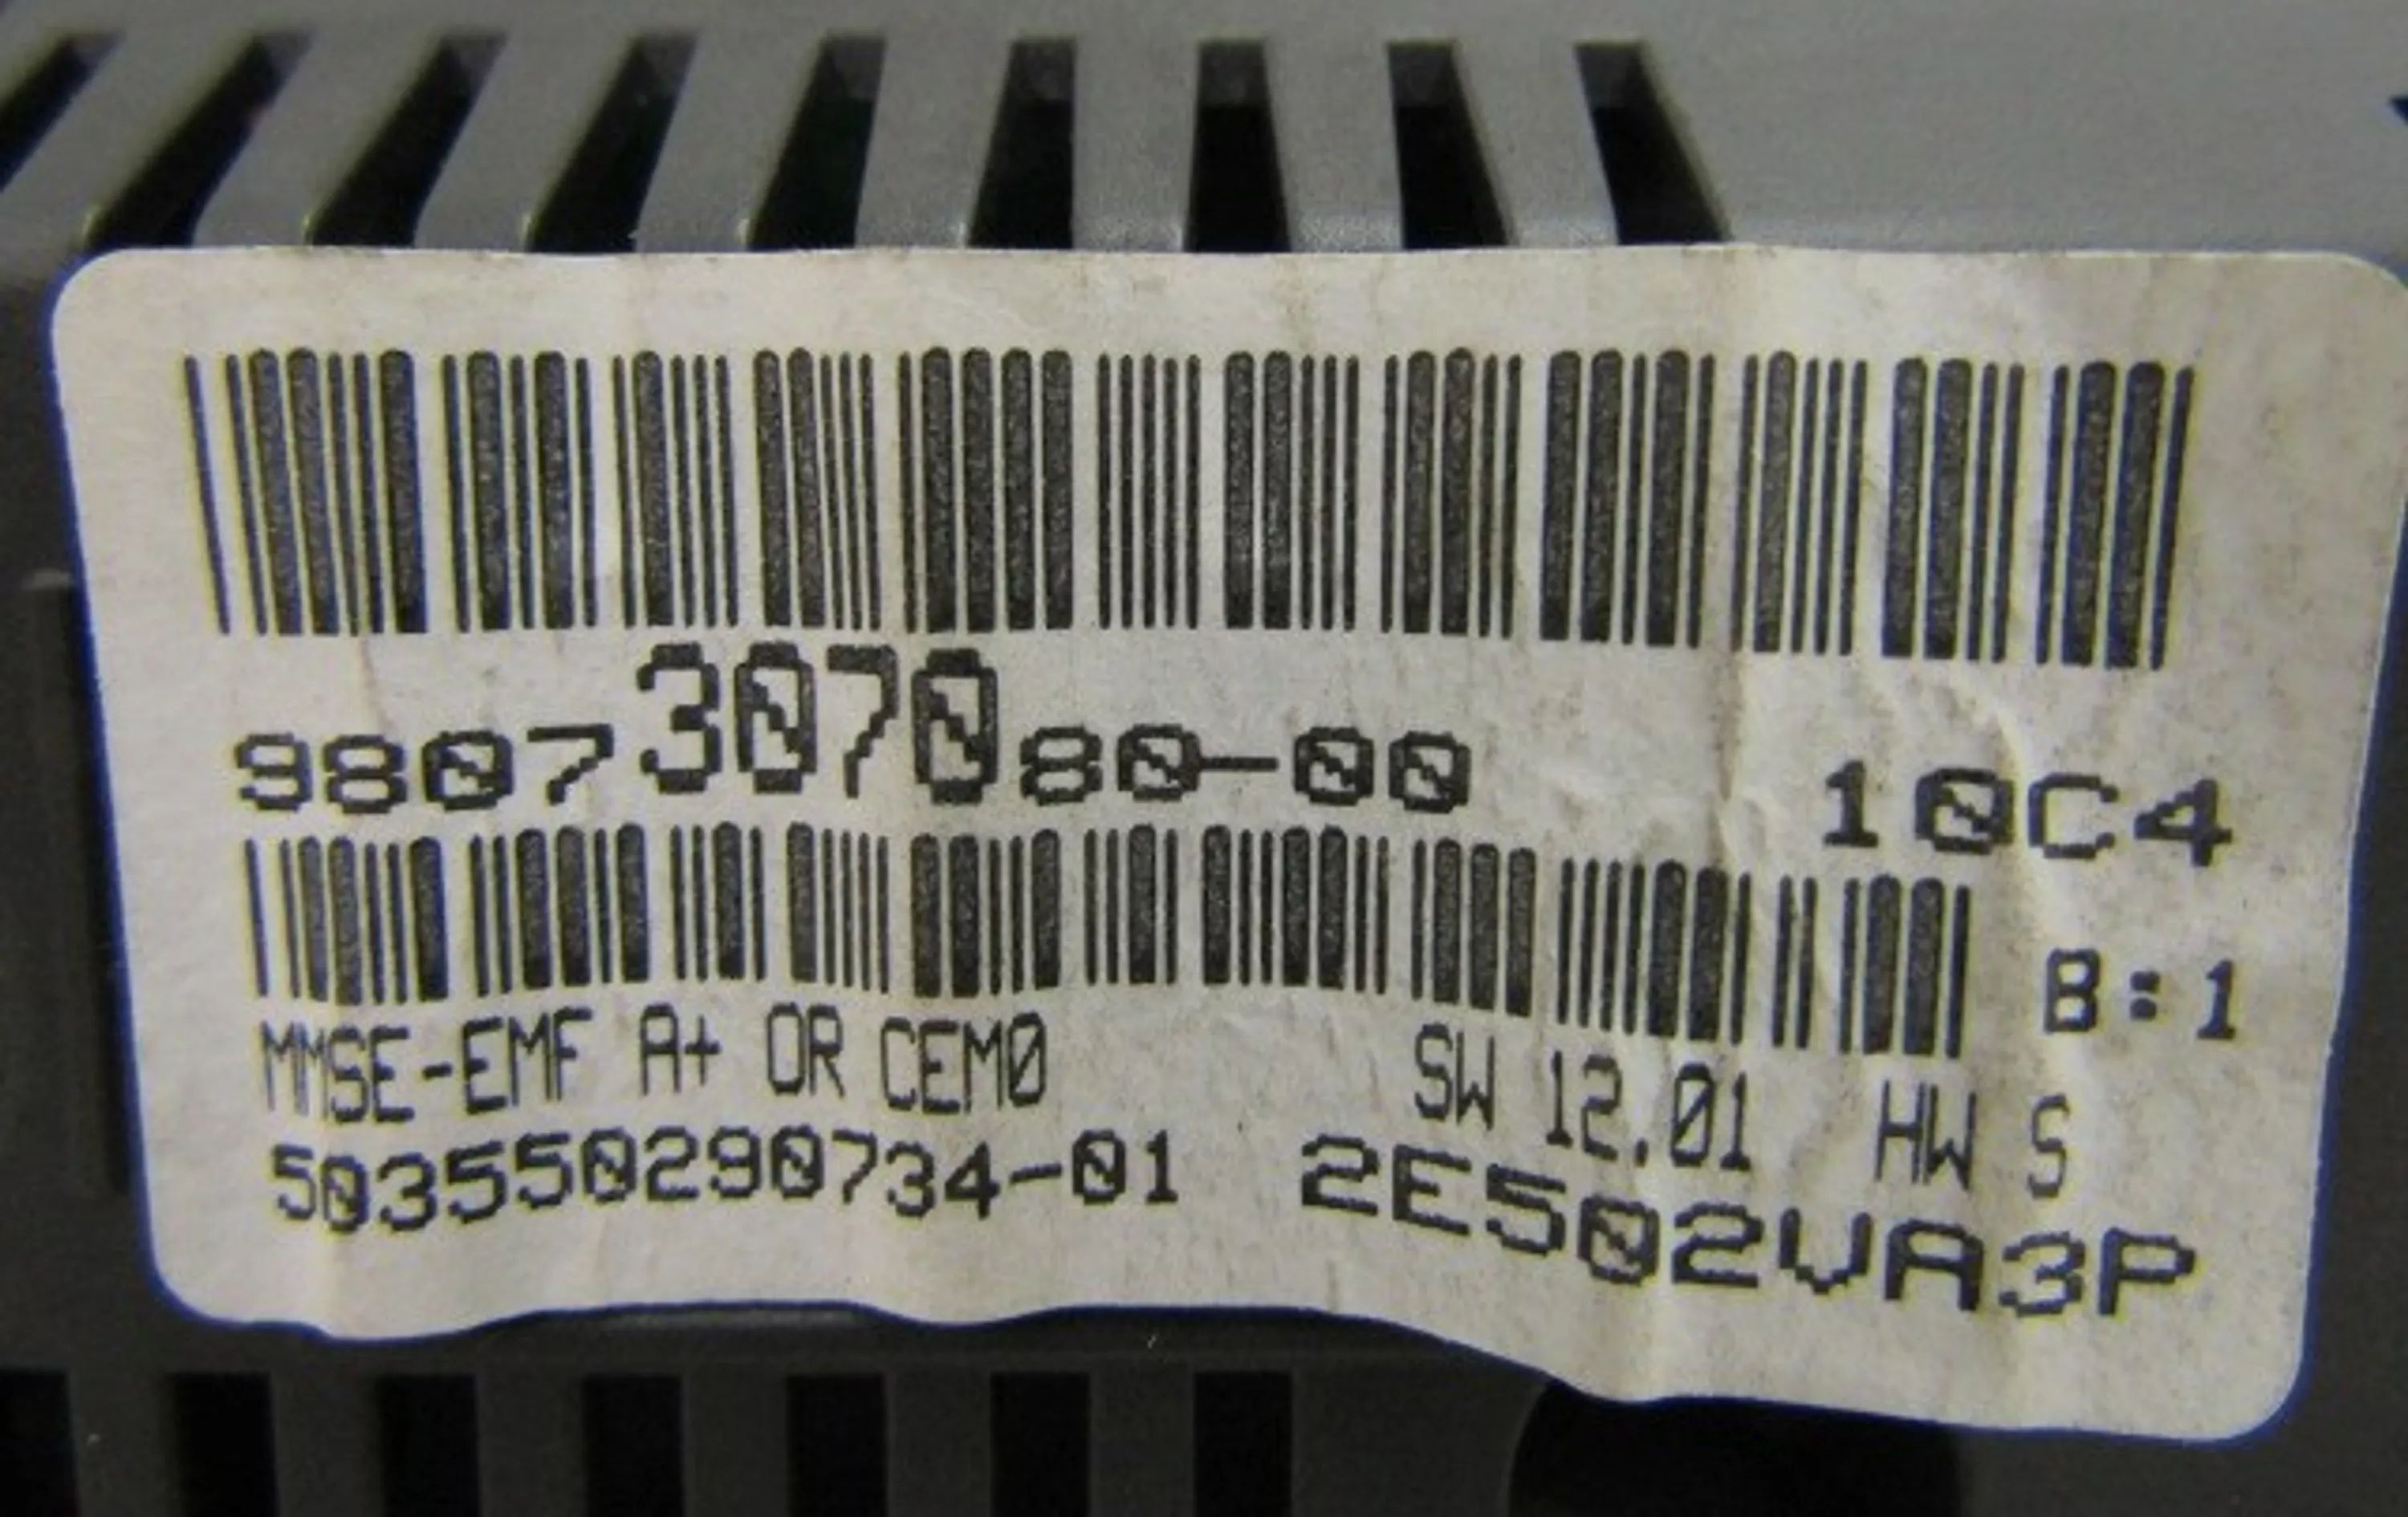 9807307080-00 10C4
B:1
MMSE-EMF A+ OR CEM0 SW 12.01 HW S
503550290734-01 2E502VA3P